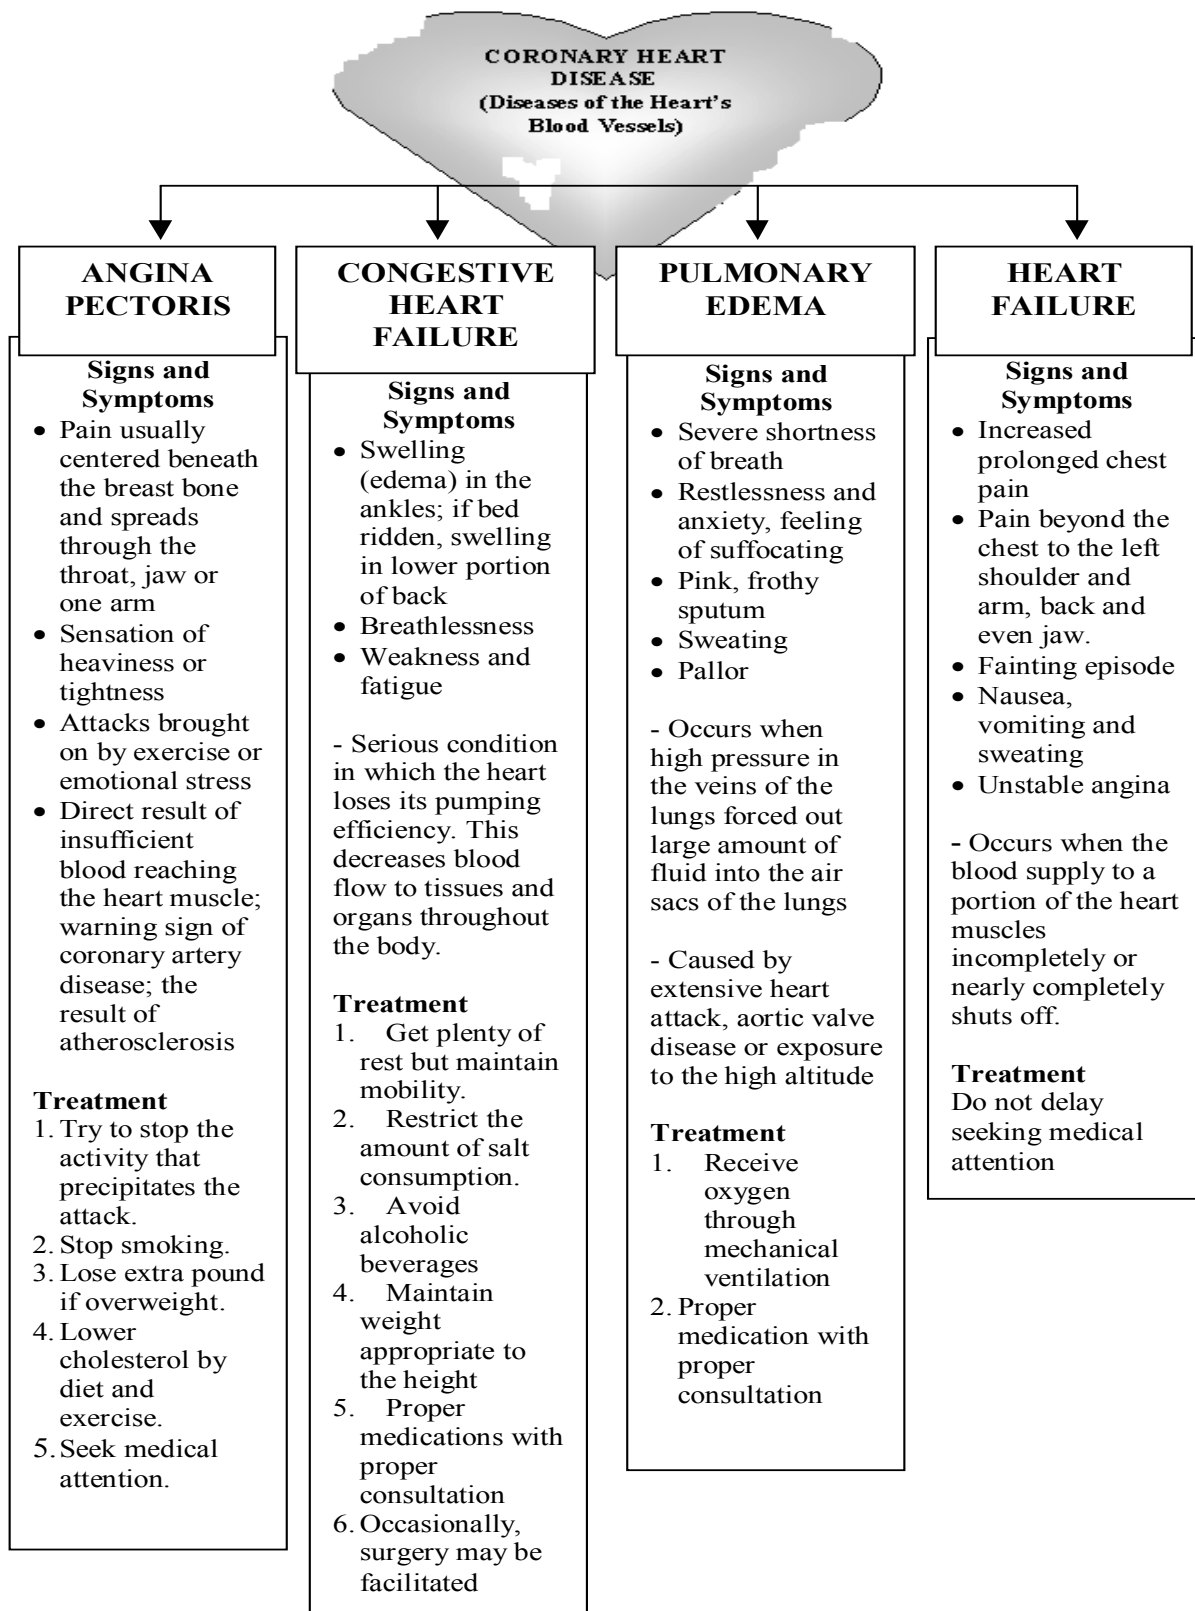 CORONARY HEART
DISEASE
(Diseases of the Heart's
Blood Vessels)
ANGINA
PECTORIS
Signs and
Symptoms
• Pain usually
centered beneath
the breast bone
and spreads
through the
throat, jaw or
one arm
• Sensation of
heaviness or
tightness
• Attacks brought
on by exercise or
emotional stress
• Direct result of
insufficient
blood reaching
the heart muscle;
warning sign of
coronary artery
disease; the
result of
atherosclerosis
Treatment
1. Try to stop the
activity that
precipitates the
attack.
2. Stop smoking.
3. Lose extra pound
if overweight.
4. Lower
cholesterol by
diet and
exercise.
5. Seek medical
attention.
CONGESTIVE
HEART
FAILURE
Signs and
Symptoms
• Swelling
(edema) in the
ankles; if bed
ridden, swelling
in lower portion
of back
• Breathlessness
• Weakness and
fatigue
- Serious condition
in which the heart
loses its pumping
efficiency. This
decreases blood
flow to tissues and
organs throughout
the body.
Treatment
1. Get plenty of
rest but maintain
mobility.
2. Restrict the
amount of salt
consumption.
3. Avoid
alcoholic
beverages
4. Maintain
weight
appropriate to
the height
5. Proper
medications with
proper
consultation
6. Occasionally,
surgery may be
facilitated
PULMONARY
EDEMA
Signs and
Symptoms
• Severe shortness
of breath
• Restlessness and
anxiety, feeling
of suffocating
• Pink, frothy
sputum
• Sweating
• Pallor
- Occurs when
high pressure in
the veins of the
lungs forced out
large amount of
fluid into the air
sacs of the lungs
- Caused by
extensive heart
attack, aortic valve
disease or exposure
to the high altitude
Treatment
1. Receive
oxygen
through
mechanical
ventilation
2. Proper
medication with
proper
consultation
HEART
FAILURE
Signs and
Symptoms
• Increased
prolonged chest
pain
• Pain beyond the
chest to the left
shoulder and
arm, back and
even jaw.
• Fainting episode
• Nausea,
vomiting and
sweating
• Unstable angina
- Occurs when the
blood supply to a
portion of the heart
muscles
incompletely or
nearly completely
shuts off.
Treatment
Do not delay
seeking medical
attention